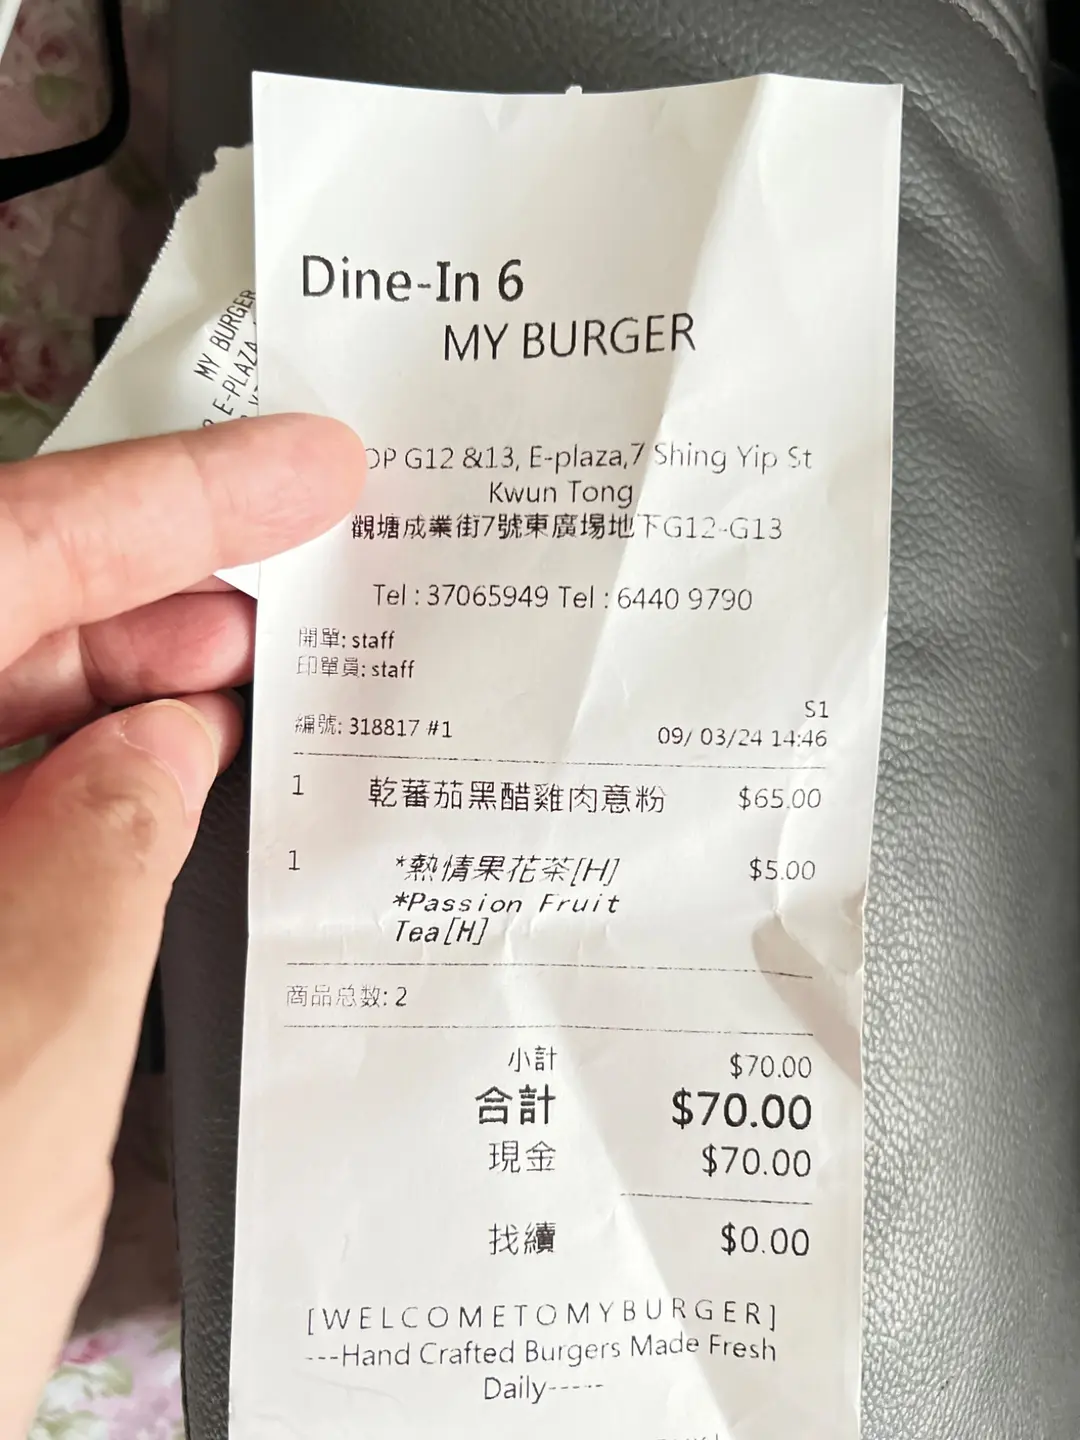 Dine-In 6
MY BURGER
MY BURGER
E-PLAZA
OP G12 &13, E-plaza,7 Shing Yip St
Kwun Tong
觀塘成業街7號東廣場地下G12-G13
Tel : 37065949 Tel : 6440 9790
開單: staff
印單員: staff
S1
編號: 318817 #1 09/ 03/24 14:46
1 乾蕃茄黑醋雞肉意粉 $65.00
1 *熱情果花茶[H] $5.00
*Passion Fruit
Tea[H]
商品总数: 2
小計 $70.00
合計 $70.00
現金 $70.00
找續 $0.00
[WELCOMETOMYBURGER]
---Hand Crafted Burgers Made Fresh
Daily-----